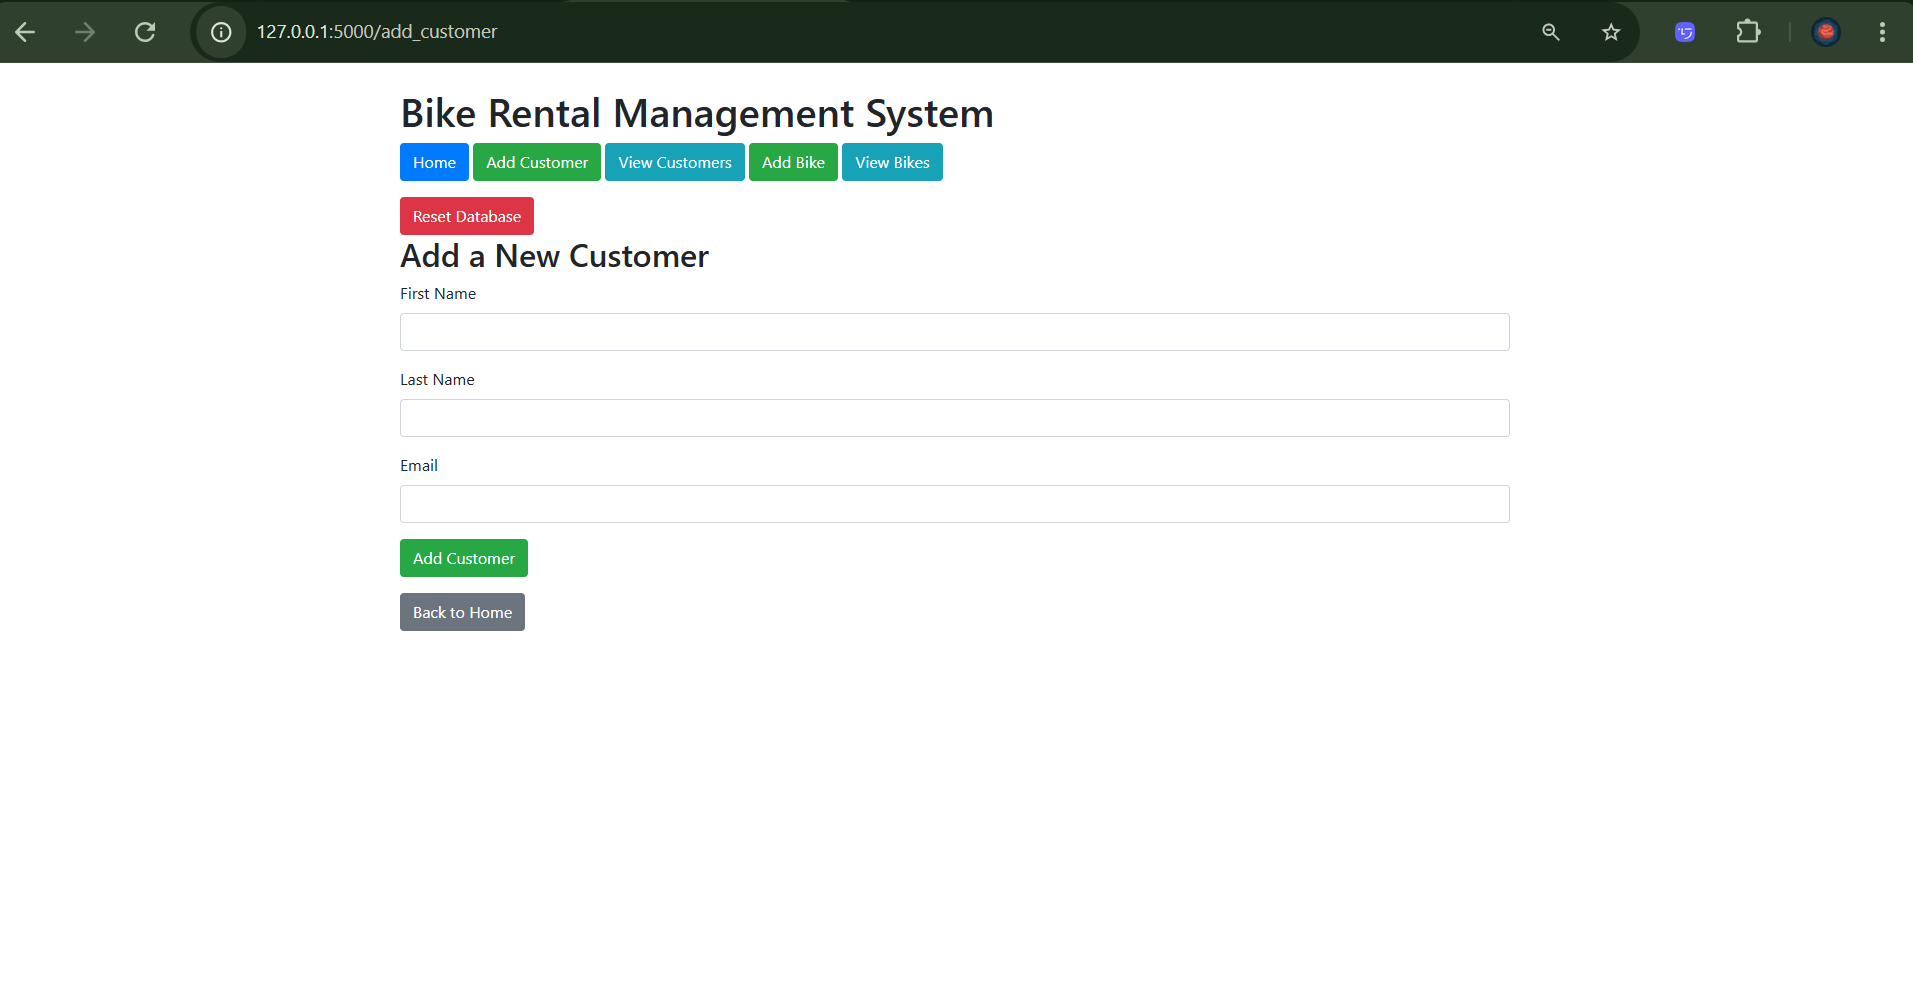 127.0.0.1:5000/add_customer
Bike Rental Management System
Home Add Customer View Customers Add Bike View Bikes
Reset Database
Add a New Customer
First Name
Last Name
Email
Add Customer
Back to Home